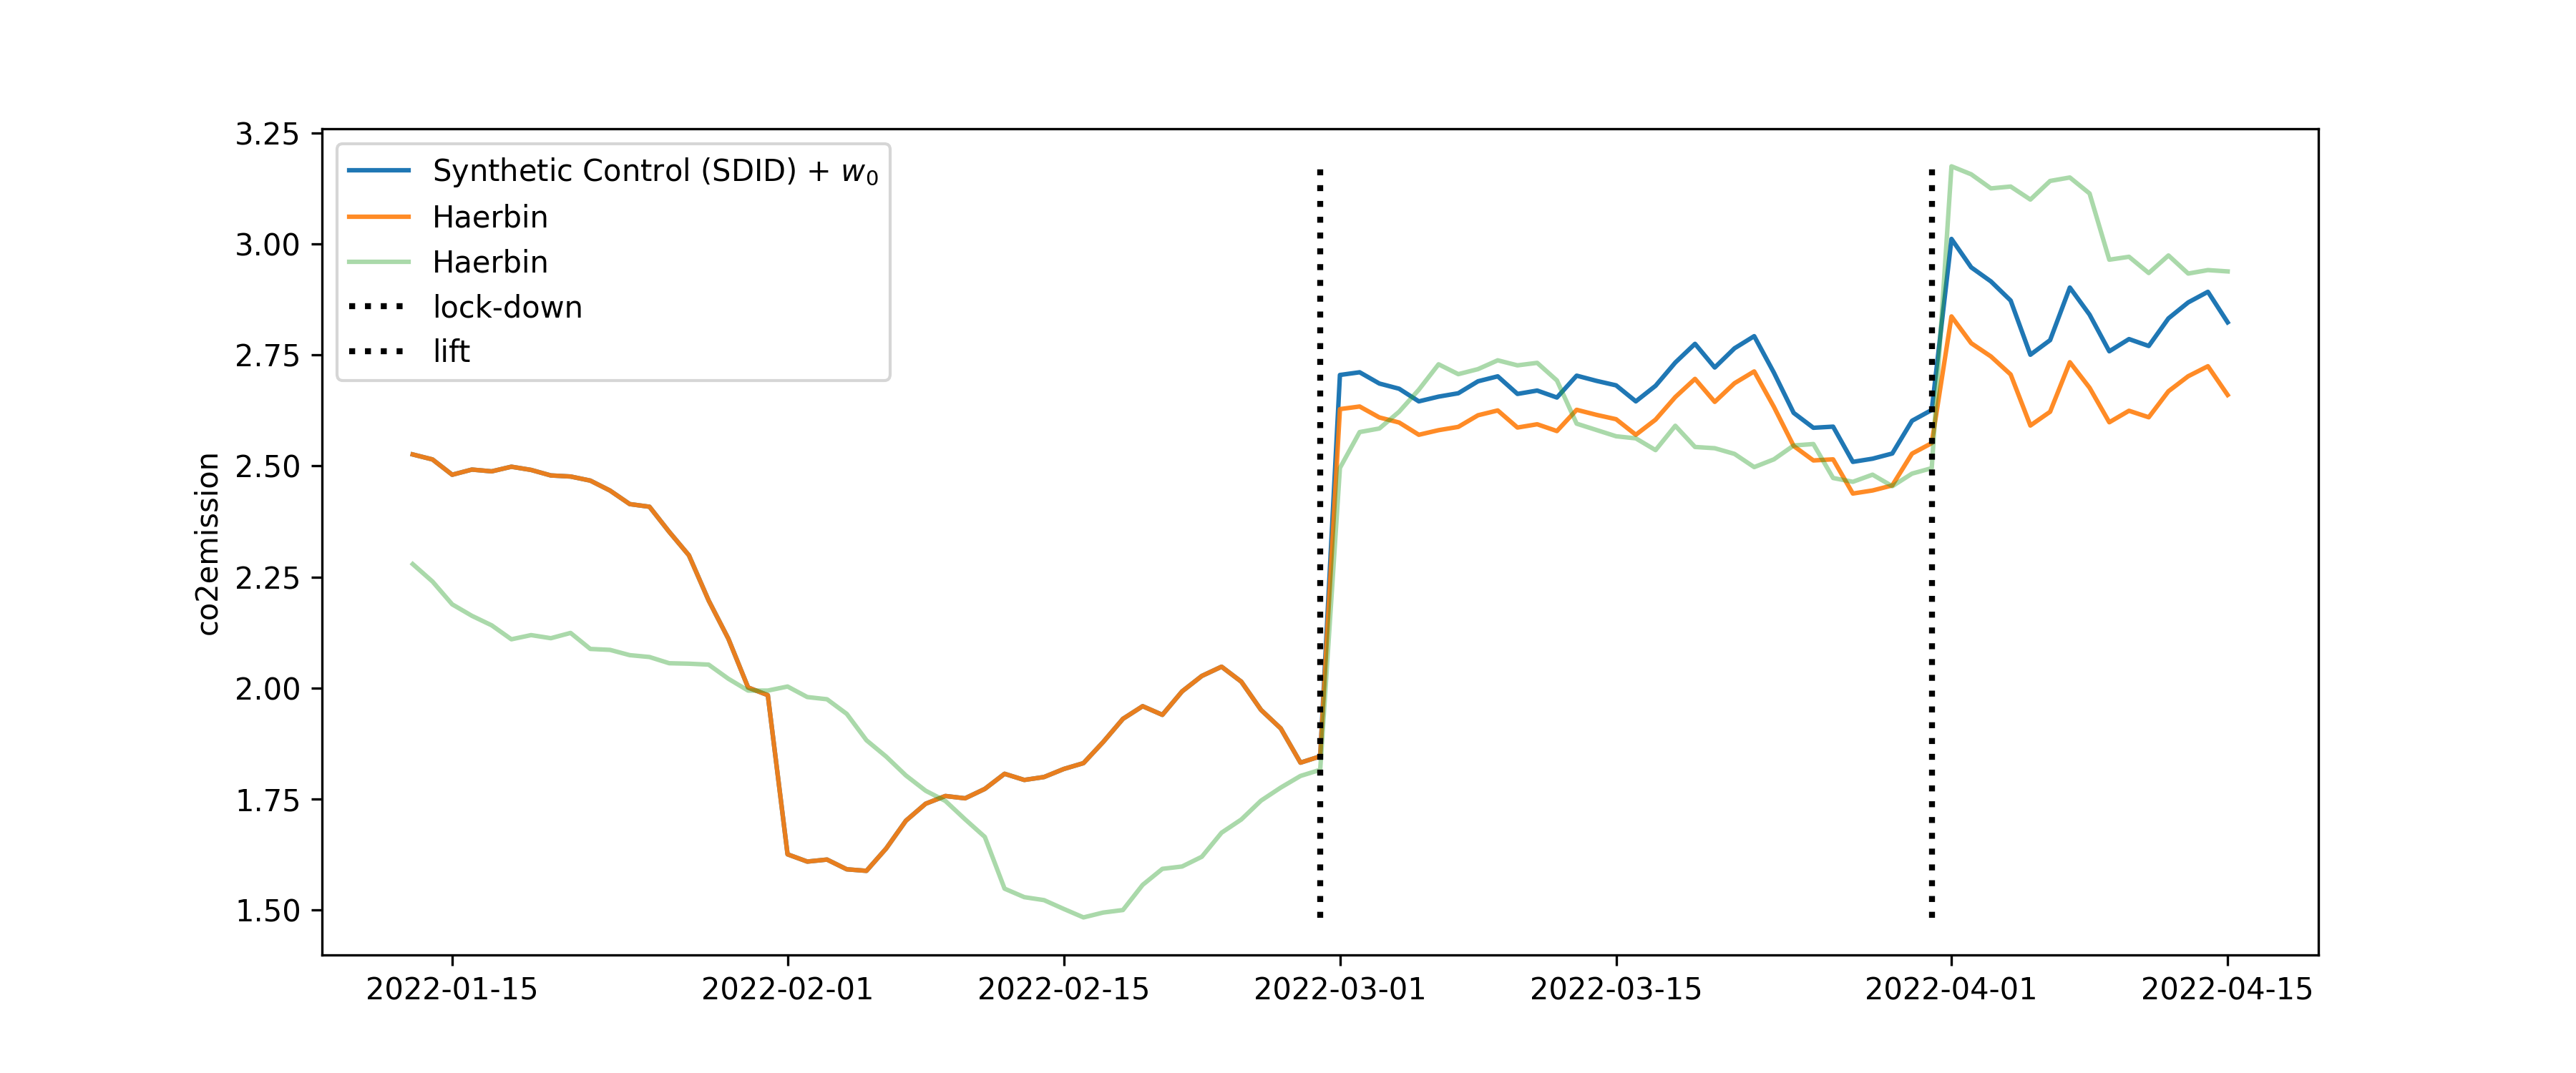 Synthetic Control (SDID) + w₀
Haerbin
Haerbin
lock-down
lift
co2emission
3.25
3.00
2.75
2.50
2.25
2.00
1.75
1.50
2022-01-15
2022-02-01
2022-02-15
2022-03-01
2022-03-15
2022-04-01
2022-04-15